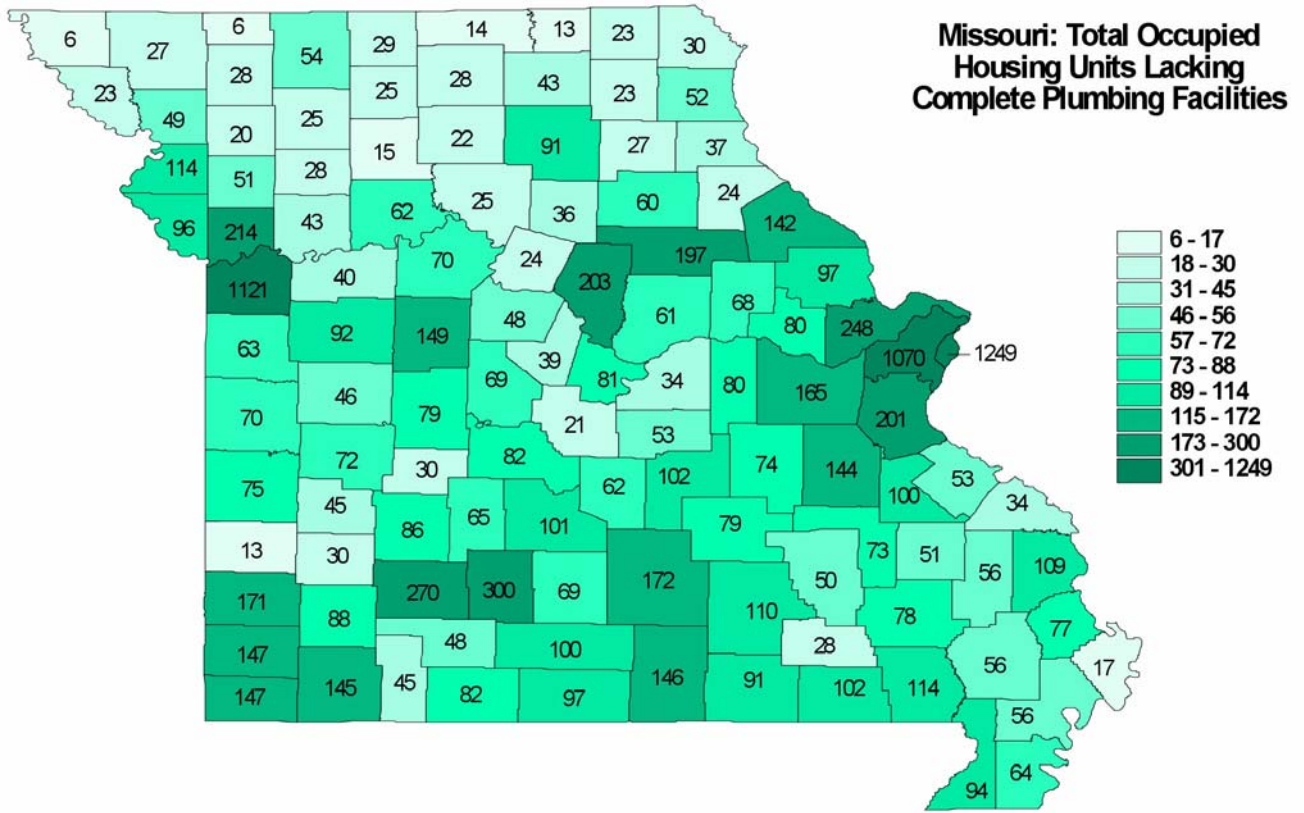 Missouri: Total Occupied
Housing Units Lacking
Complete Plumbing Facilities
6 27 6 54 29 14 13 23 30
23 28 25 28 43 23 52
49 20 25 15 22 91 27 37
114 51 28 25 36 60 24
96 214 43 62 142
1121 40 70 24 203 197 97
63 92 149 48 61 68 80 248 1070 1249
39
70 46 79 69 81 34 80 165 201
21 53
75 72 30 82 62 102 74 144 100 53 34
45 86 65 101 79
13 30 73 51 56 109
171 88 270 300 69 172 110 50 78 77
147 48 100 28 56 17
147 145 45 82 97 146 91 102 114 56
94 64
6 - 17
18 - 30
31 - 45
46 - 56
57 - 72
73 - 88
89 - 114
115 - 172
173 - 300
301 - 1249